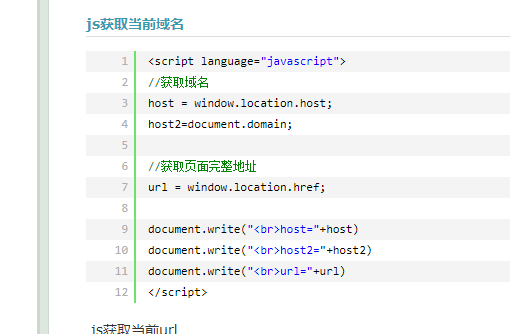 js获取当前域名
1 <script language="javascript">
2 //获取域名
3 host = window.location.host;
4 host2=document.domain;
5
6 //获取页面完整地址
7 url = window.location.href;
8
9 document.write("<br>host="+host)
10 document.write("<br>host2="+host2)
11 document.write("<br>url="+url)
12 </script>
js获取当前url